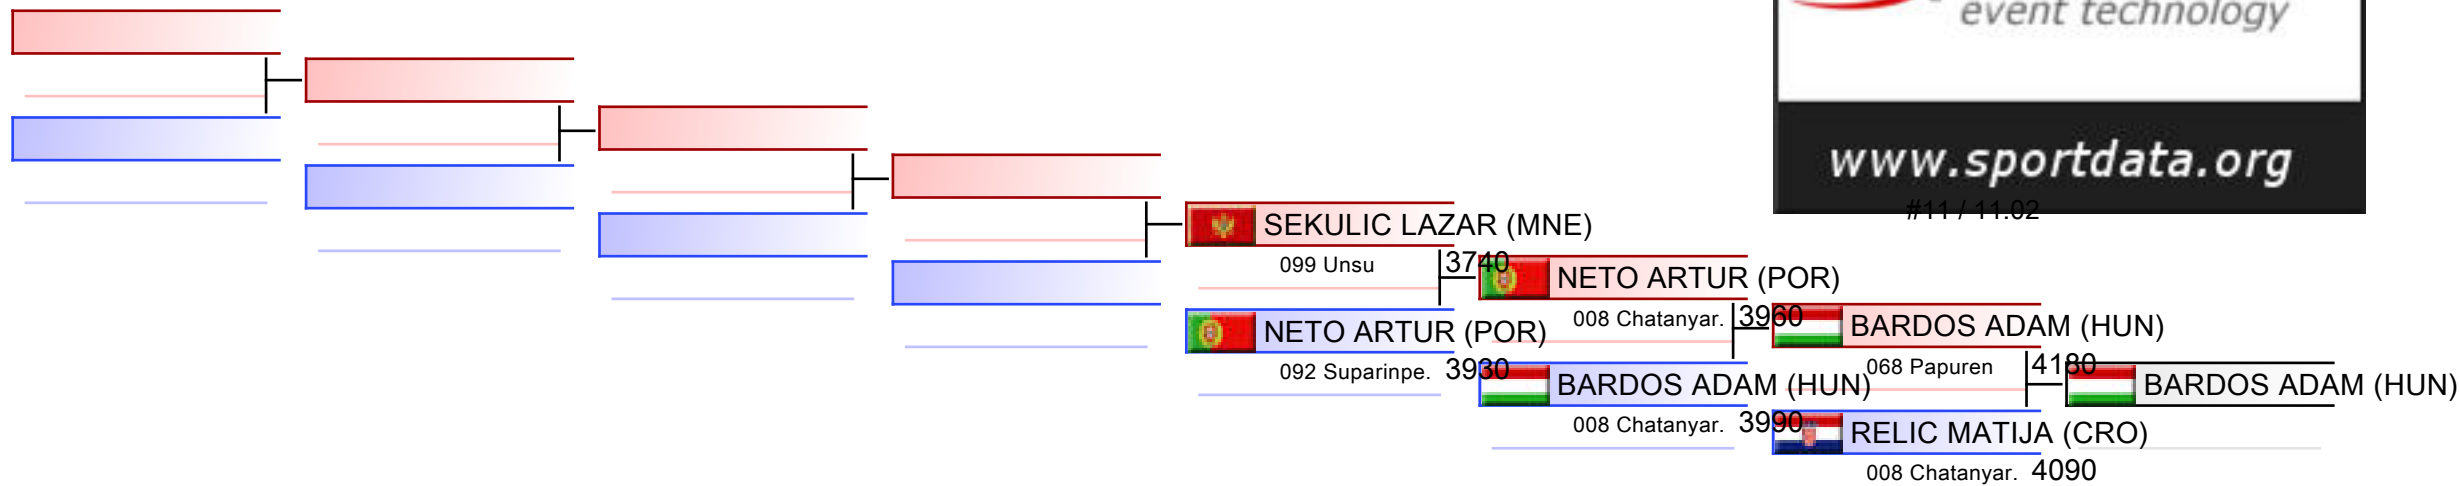 event technology
www.sportdata.org
#11 / 11.02
SEKULIC LAZAR (MNE)
099 Unsu 3740
NETO ARTUR (POR)
092 Suparinpe. 3930
NETO ARTUR (POR)
008 Chatanyar. 3960
BARDOS ADAM (HUN)
008 Chatanyar. 3990
BARDOS ADAM (HUN)
068 Papuren 4180
RELIC MATIJA (CRO)
008 Chatanyar. 4090
BARDOS ADAM (HUN)